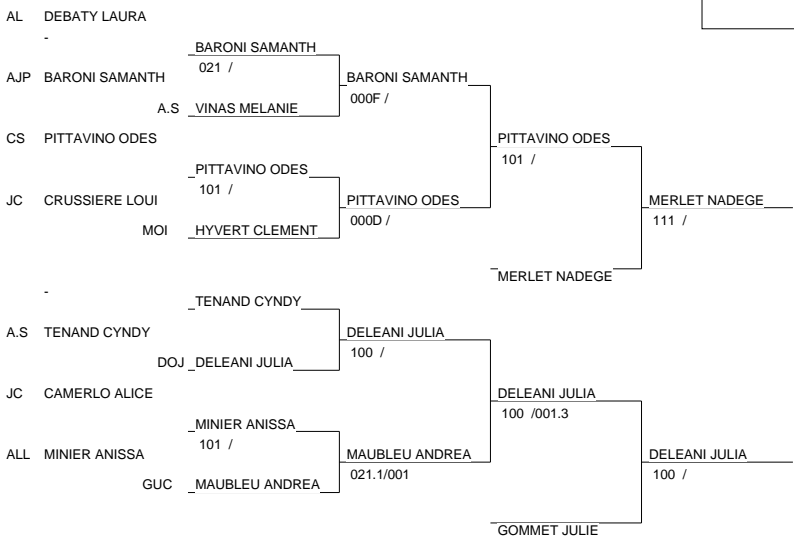 AL DEBATY LAURA
-
BARONI SAMANTH
021 /
AJP BARONI SAMANTH
BARONI SAMANTH
000F /
A.S VINAS MELANIE
CS PITTAVINO ODES
PITTAVINO ODES
101 /
PITTAVINO ODES
101 /
JC CRUSSIERE LOUI
PITTAVINO ODES
000D /
MERLET NADEGE
111 /
MOI HYVERT CLEMENT
MERLET NADEGE
-
TENAND CYNDY
A.S TENAND CYNDY
DELEANI JULIA
100 /
DOJ DELEANI JULIA
JC CAMERLO ALICE
DELEANI JULIA
100 /001.3
MINIER ANISSA
101 /
ALL MINIER ANISSA
MAUBLEU ANDREA
021.1/001
DELEANI JULIA
100 /
GUC MAUBLEU ANDREA
GOMMET JULIE